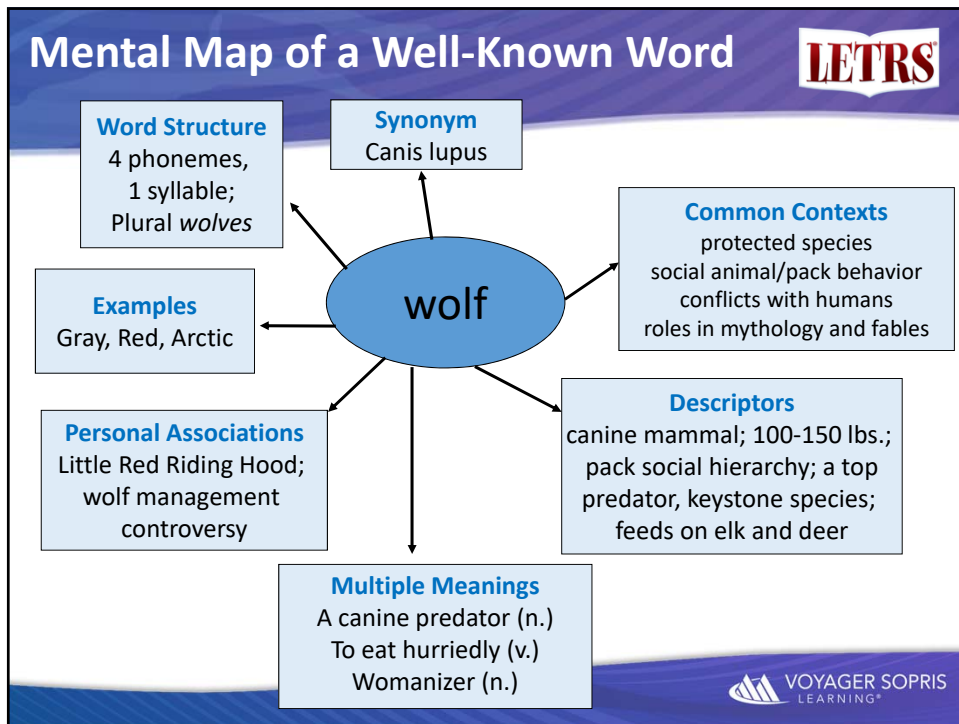 Mental Map of a Well-Known Word
LETRS®
Word Structure
4 phonemes,
1 syllable;
Plural wolves
Synonym
Canis lupus
Common Contexts
protected species
social animal/pack behavior
conflicts with humans
roles in mythology and fables
wolf
Examples
Gray, Red, Arctic
Personal Associations
Little Red Riding Hood;
wolf management
controversy
Descriptors
canine mammal; 100-150 lbs.;
pack social hierarchy; a top
predator, keystone species;
feeds on elk and deer
Multiple Meanings
A canine predator (n.)
To eat hurriedly (v.)
Womanizer (n.)
VOYAGER SOPRIS
LEARNING®